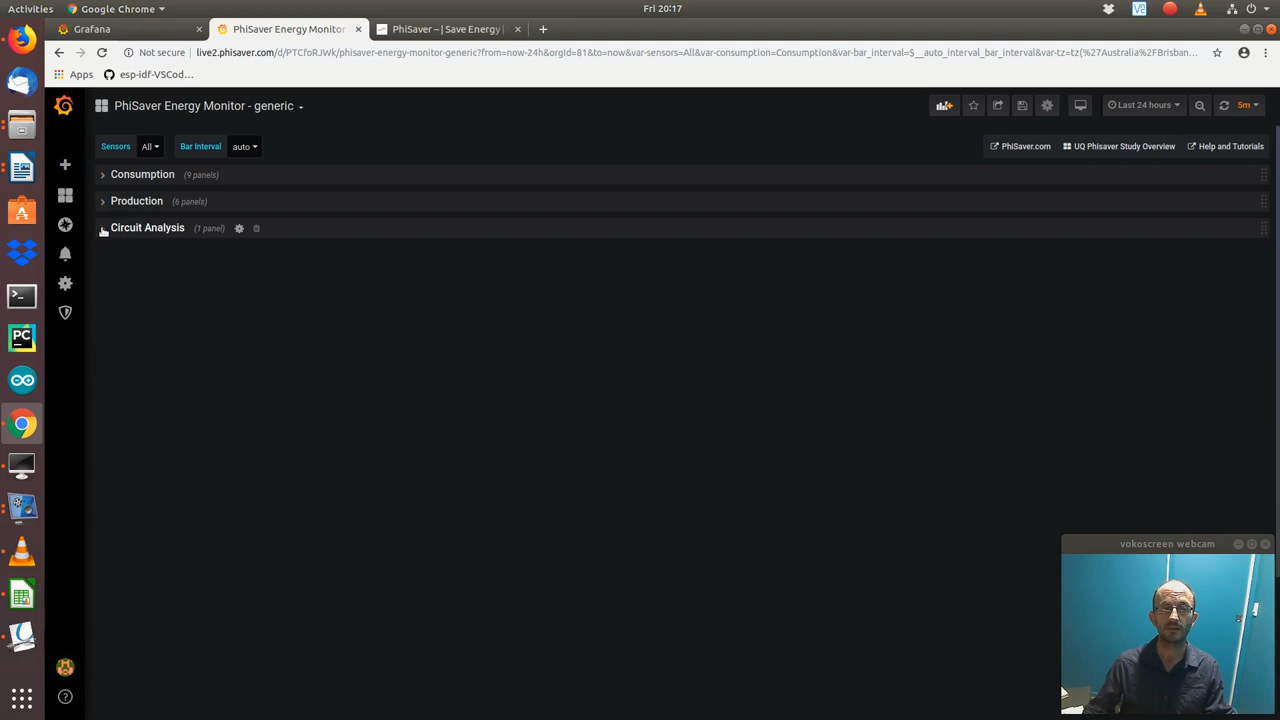 Activities
Google Chrome
Fri 20:17
V2
Grafana
PhiSaver Energy Monitor
PhiSaver – | Save Energy
Not secure
live2.phisaver.com/d/PTCfoRJWk/phisaver-energy-monitor-generic?from=now-24h&orgId=81&to=now&var-sensors=All&var-consumption=Consumption&var-bar_interval=$__auto_interval_bar_interval&var-tz=tz(%27Australia%2FBrisban...
Apps
esp-idf-VSCod...
PhiSaver Energy Monitor - generic
Last 24 hours
5m
Sensors
All
Bar Interval
auto
PhiSaver.com
UQ Phisaver Study Overview
Help and Tutorials
Consumption (9 panels)
Production (6 panels)
Circuit Analysis (1 panel)
PC
vokoscreen webcam